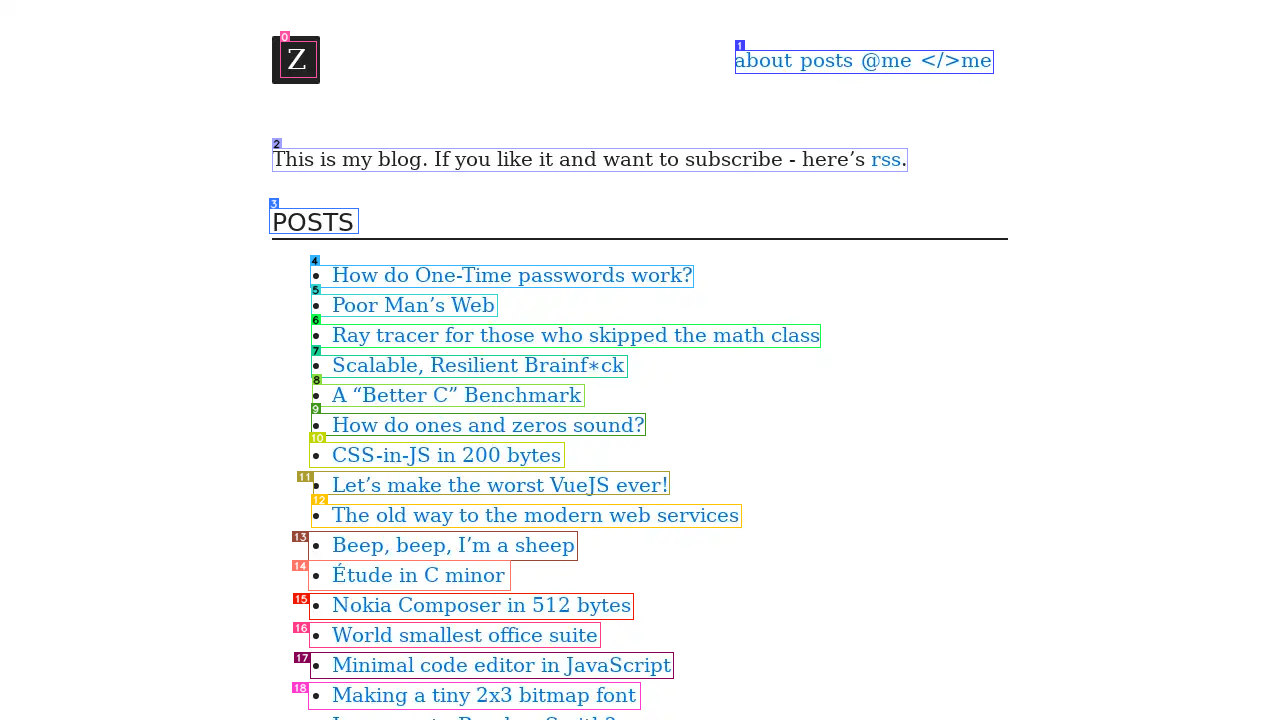 Z
about posts @me </>me
This is my blog. If you like it and want to subscribe - here’s rss.
POSTS
How do One-Time passwords work?
Poor Man’s Web
Ray tracer for those who skipped the math class
Scalable, Resilient Brainf*ck
A “Better C” Benchmark
How do ones and zeros sound?
CSS-in-JS in 200 bytes
Let’s make the worst VueJS ever!
The old way to the modern web services
Beep, beep, I’m a sheep
Étude in C minor
Nokia Composer in 512 bytes
World smallest office suite
Minimal code editor in JavaScript
Making a tiny 2x3 bitmap font